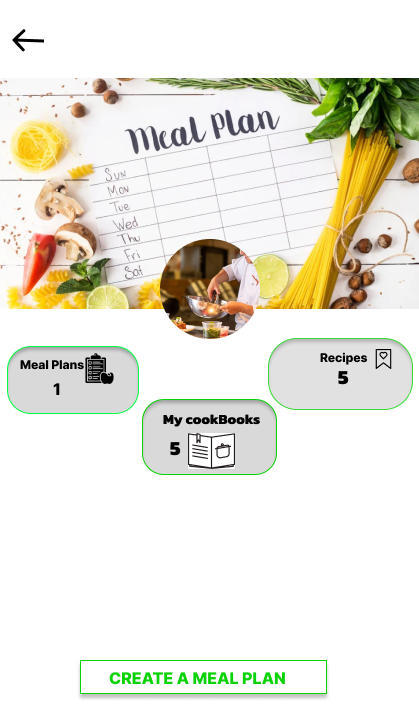 Meal Plan
Sun
Mon
Tue
Wed
Thu
Fri
Sat
Meal Plans
1
Recipes
5
My cookBooks
5
CREATE A MEAL PLAN